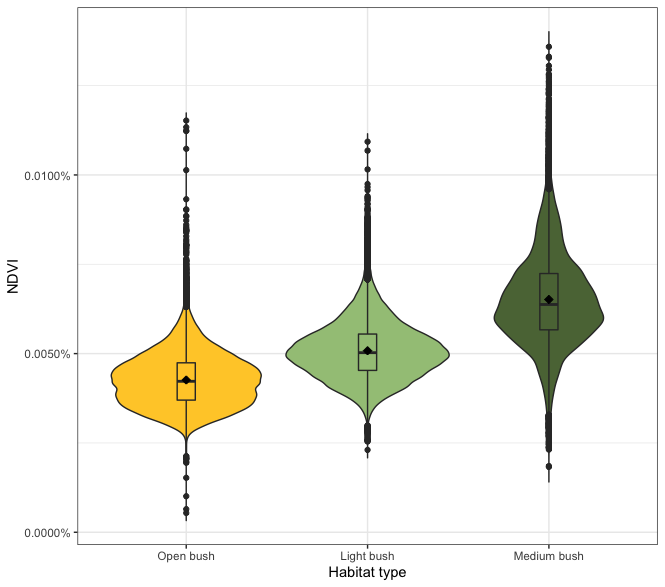 NDVI
0.0100%
0.0050%
0.0000%
Open bush
Light bush
Medium bush
Habitat type